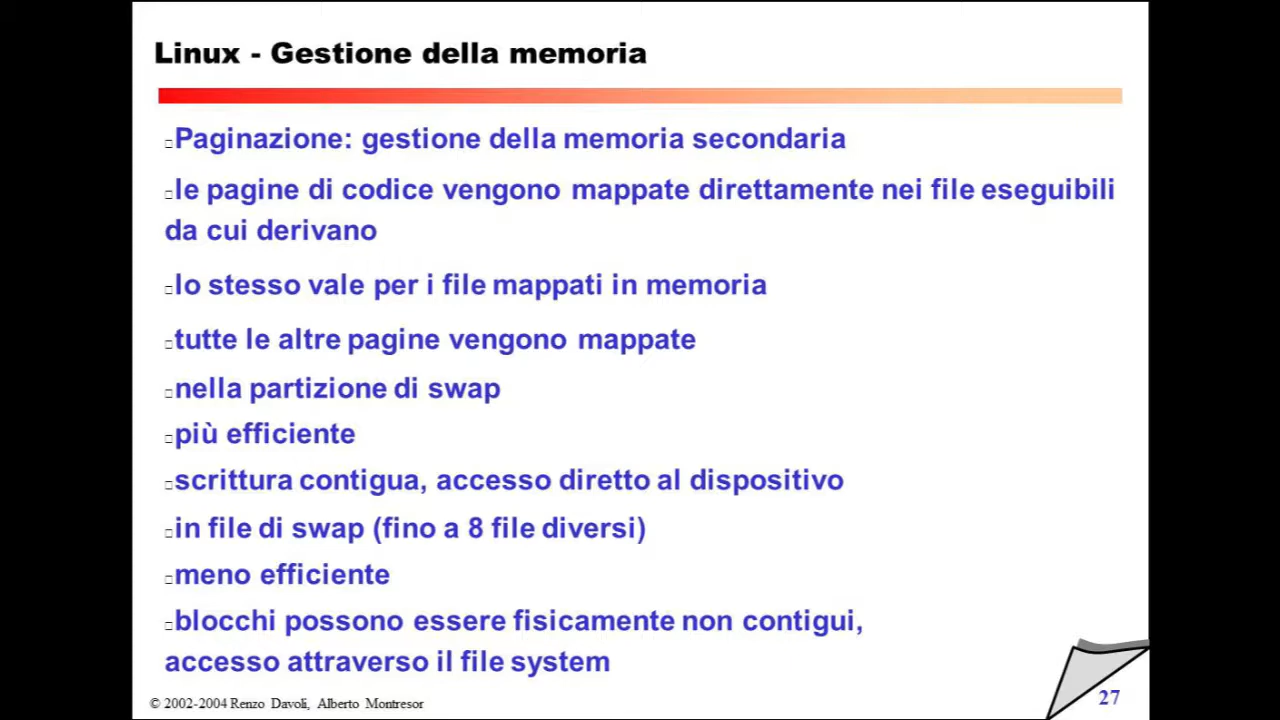 Linux - Gestione della memoria
Paginazione: gestione della memoria secondaria
le pagine di codice vengono mappate direttamente nei file eseguibili
da cui derivano
lo stesso vale per i file mappati in memoria
tutte le altre pagine vengono mappate
nella partizione di swap
più efficiente
scrittura contigua, accesso diretto al dispositivo
in file di swap (fino a 8 file diversi)
meno efficiente
blocchi possono essere fisicamente non contigui,
accesso attraverso il file system
© 2002-2004 Renzo Davoli, Alberto Montresor
27